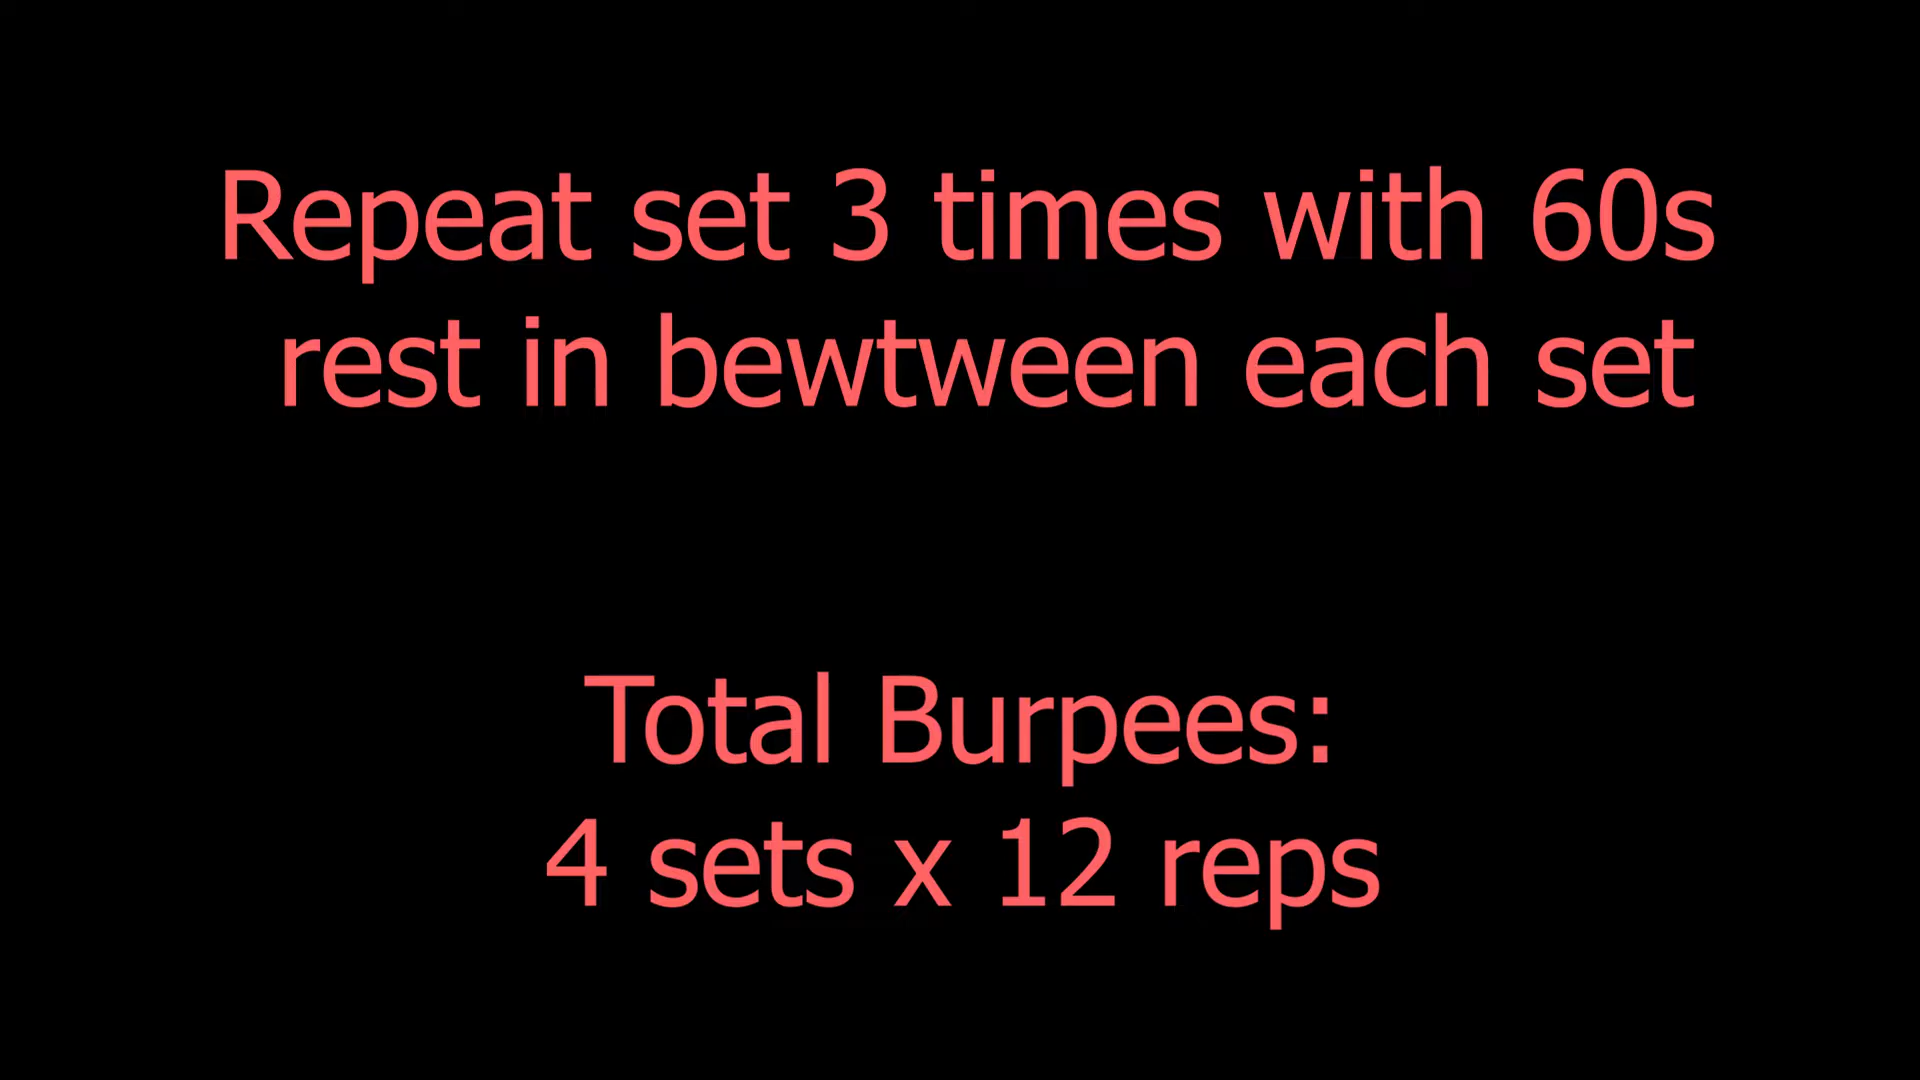 Repeat set 3 times with 60s
rest in bewtween each set
Total Burpees:
4 sets x 12 reps